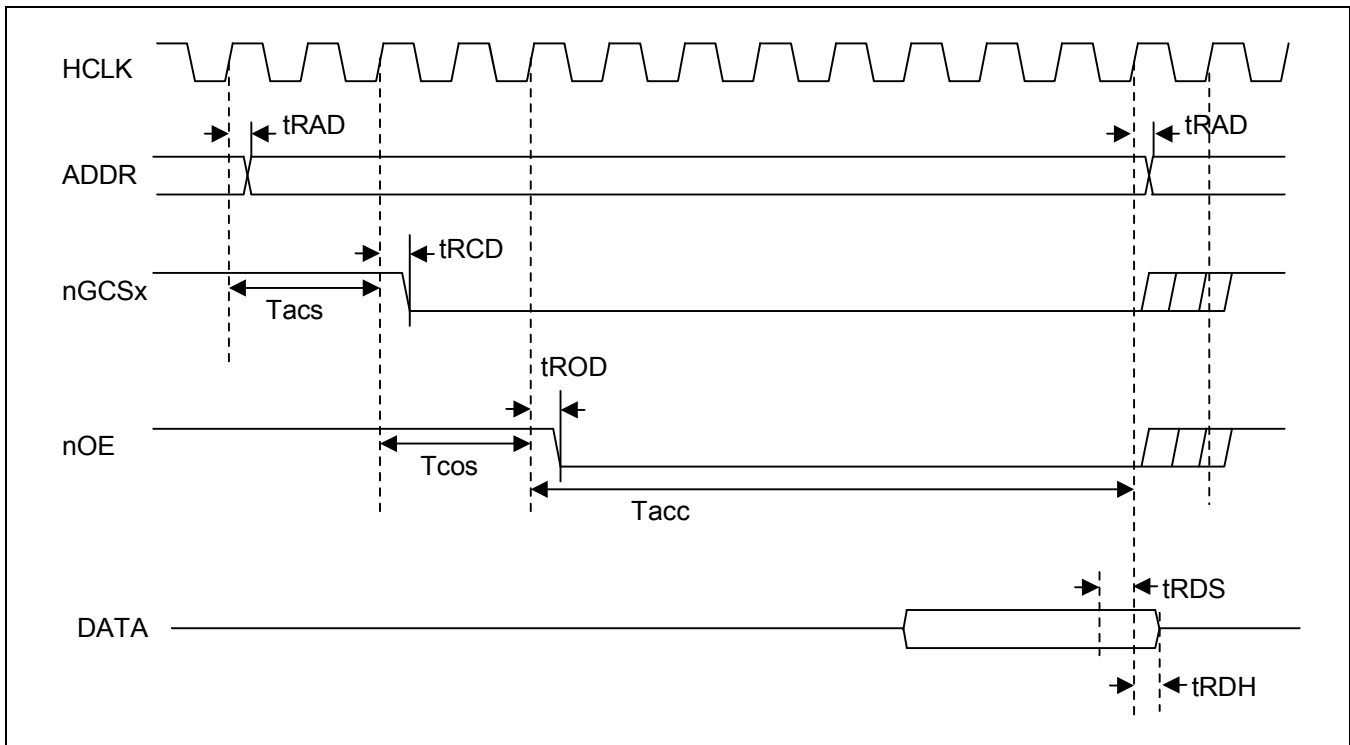 HCLK
tRAD
tRAD
ADDR
tRCD
nGCSx
Tacs
tROD
nOE
Tcos
Tacc
tRDS
DATA
tRDH